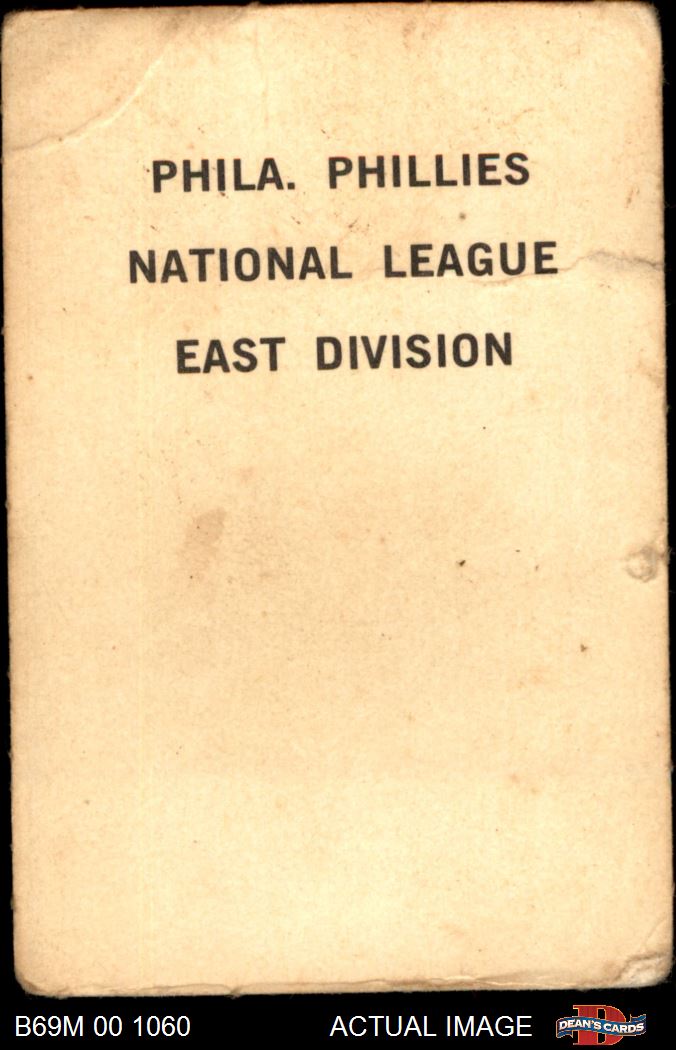 PHILA. PHILLIES
NATIONAL LEAGUE
EAST DIVISION
B69M 00 1060 ACTUAL IMAGE DEAN'S CARDS